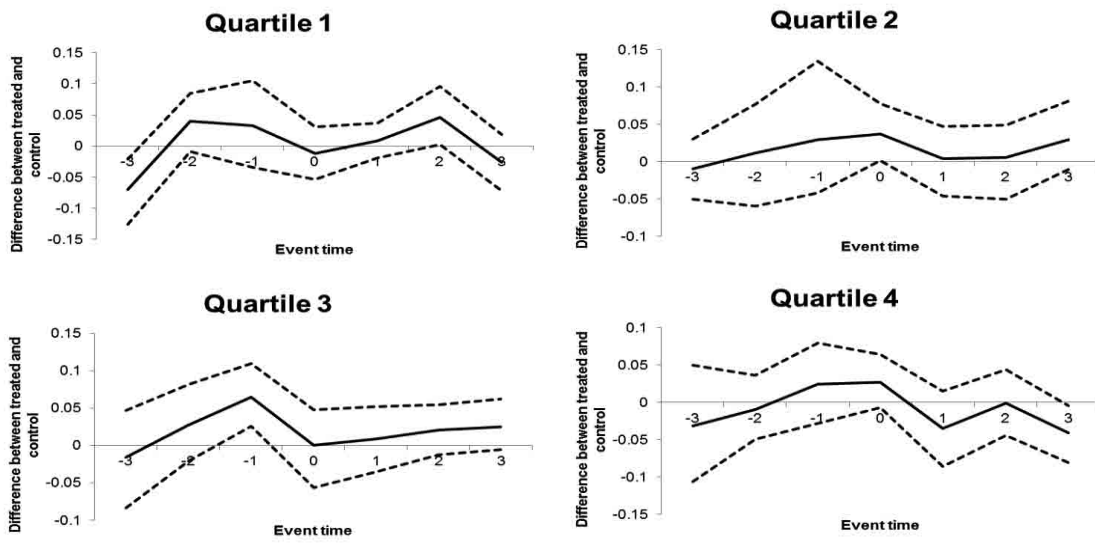 Quartile 1
0.15
0.1
0.05
0
-0.05
-0.1
-0.15
-3 -2 -1 0 1 2 3
Difference between treated and
control
Event time
Quartile 2
0.15
0.1
0.05
0
-0.05
-0.1
-3 -2 -1 0 1 2 3
Difference between treated and
control
Event time
Quartile 3
0.15
0.1
0.05
0
-0.05
-0.1
-3 -2 -1 0 1 2 3
Difference between treated and
control
Event time
Quartile 4
0.1
0.05
0
-0.05
-0.1
-0.15
-3 -2 -1 0 1 2 3
Difference between treated and
control
Event time